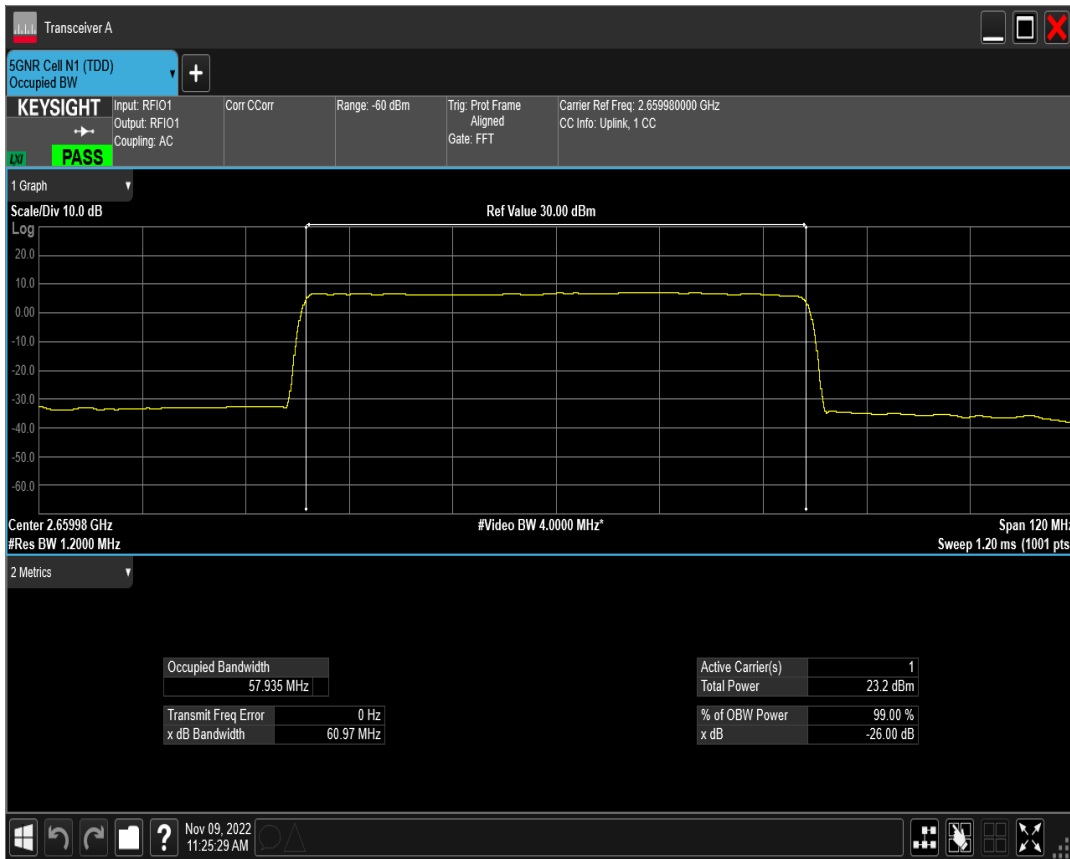 Transceiver A
5GNR Cell N1 (TDD)
Occupied BW
+
KEYSIGHT
LXI
PASS
Input: RFIO1
Output: RFIO1
Coupling: AC
Corr CCorr
Range: -60 dBm
Trig: Prot Frame
Aligned
Gate: FFT
Carrier Ref Freq: 2.659980000 GHz
CC Info: Uplink, 1 CC
1 Graph
Scale/Div 10.0 dB
Ref Value 30.00 dBm
Log
20.0
10.0
0.00
-10.0
-20.0
-30.0
-40.0
-50.0
-60.0
Center 2.65998 GHz
#Video BW 4.0000 MHz*
Span 120 MHz
#Res BW 1.2000 MHz
Sweep 1.20 ms (1001 pts
2 Metrics
Occupied Bandwidth
57.935 MHz
Transmit Freq Error 0 Hz
x dB Bandwidth 60.97 MHz
Active Carrier(s) 1
Total Power 23.2 dBm
% of OBW Power 99.00 %
x dB -26.00 dB
?
Nov 09, 2022
11:25:29 AM